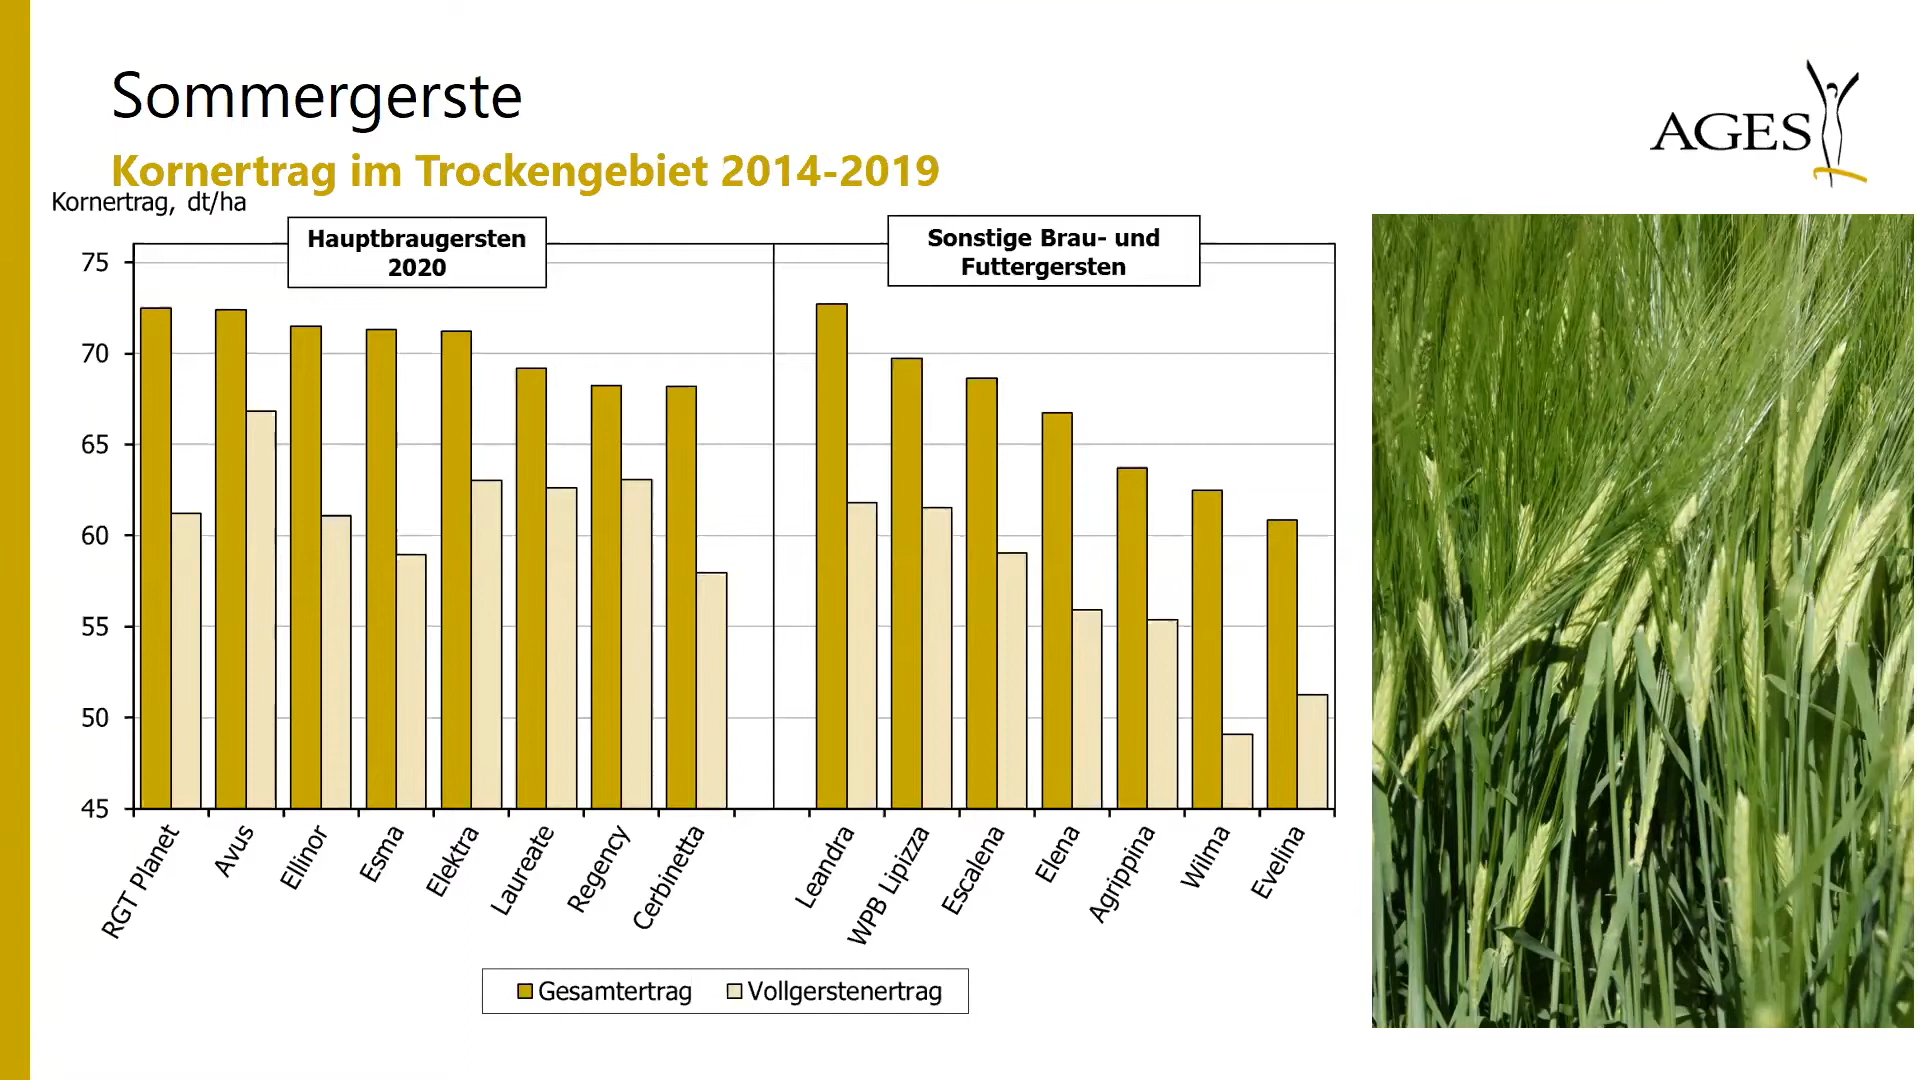 Sommergerste
AGES
Kornertrag im Trockengebiet 2014-2019
Kornertrag, dt/ha
Hauptbraugersten
2020
Sonstige Brau- und
Futtergersten
75
70
65
60
55
50
45
RGT Planet
Avus
Ellinor
Esma
Elektra
Laureate
Regency
Cerbinetta
Leandra
WPB Lipizza
Escalena
Elena
Agrippina
Wilma
Evelina
Gesamtertrag
Vollgerstenertrag